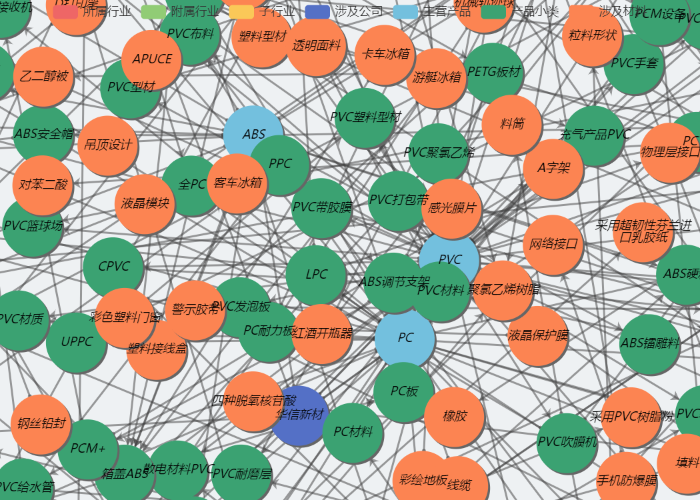 接收机
所属行业
附属行业
子行业
涉及公司
主营产品
产品小类
涉及材料
PCM设备
PVC布料
塑料型材
透明面料
粒料形状
APUCE
卡车冰箱
PVC手套
乙二醇被
PVC型材
游艇冰箱
PETG板材
PVC塑料型材
料筒
ABS安全帽
ABS
充气产品PVC
吊顶设计
PVC聚氯乙烯
物理层接口
PPC
A字架
对苯二酸
全PC
客车冰箱
液晶模块
PVC带氧膜
PVC打包带
感光膜片
PVC篮球场
采用超韧性芬兰进
口乳胶纸
网络接口
CPVC
PVC
LPC
ABS调节支架
PVC材料
聚氯乙烯树脂
PVC材质
彩色塑料门窗
警示胶带
PVC发泡板
PC耐力板
红酒开瓶器
UPPC
塑料接线盒
PC
液晶保护膜
ABS镭雕料
PC板
四种脱氧核苷酸
华信新材
钢丝铅封
橡胶
PC材料
PCM+
PVC吹膜机
箱蓝ABS
散电材料PVC
PVC耐磨层
PVC给水管
彩绘地板
线缆
手机防爆膜
填料